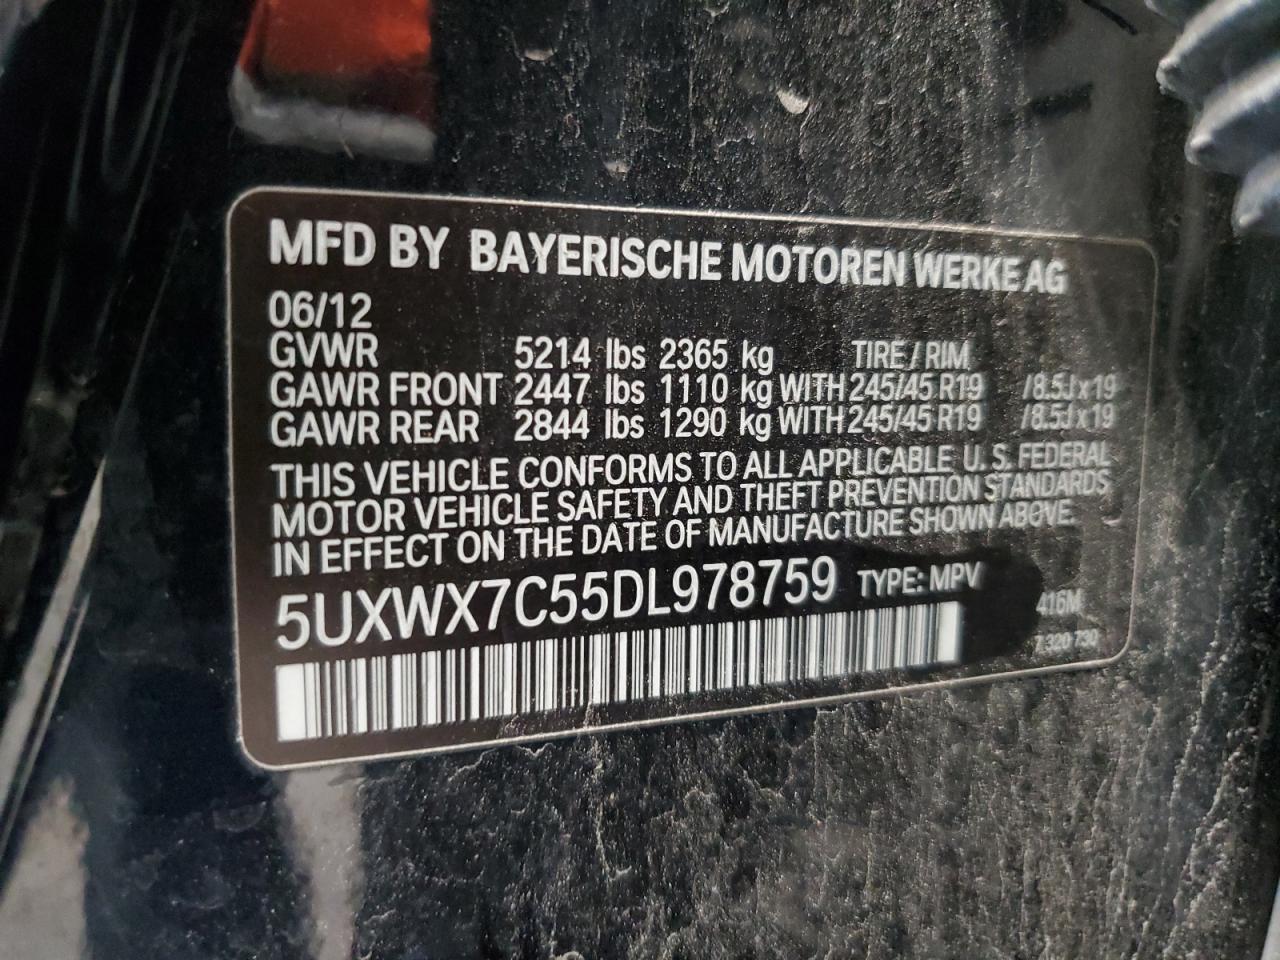 MFD BY BAYERISCHE MOTOREN WERKE AG
06/12
GVWR 5214 lbs 2365 kg TIRE / RIM
GAWR FRONT 2447 lbs 1110 kg WITH 245/45 R19 /8.5J x 19
GAWR REAR 2844 lbs 1290 kg WITH 245/45 R19 /8.5J x 19
THIS VEHICLE CONFORMS TO ALL APPLICABLE U. S. FEDERAL
MOTOR VEHICLE SAFETY AND THEFT PREVENTION STANDARDS
IN EFFECT ON THE DATE OF MANUFACTURE SHOWN ABOVE.
5UXWX7C55DL978759 TYPE: MPV
416M
320 730